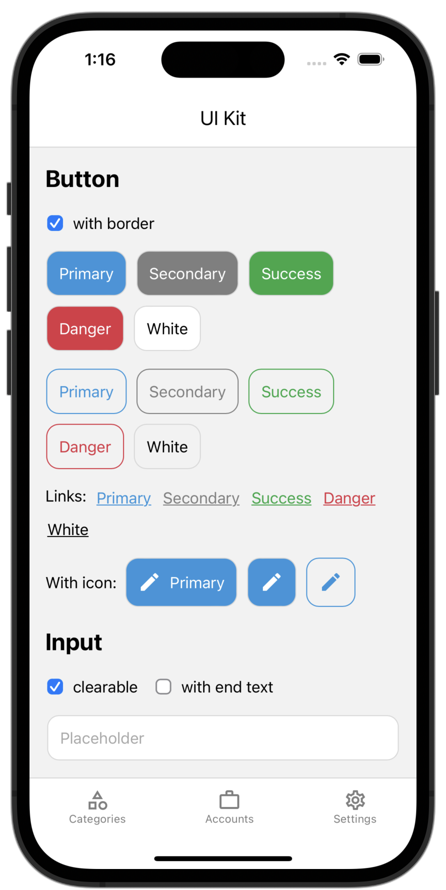 1:16
UI Kit
Button
with border
Primary Secondary Success
Danger White
Primary Secondary Success
Danger White
Links: Primary Secondary Success Danger
White
With icon: Primary
Input
clearable with end text
Placeholder
Categories Accounts Settings